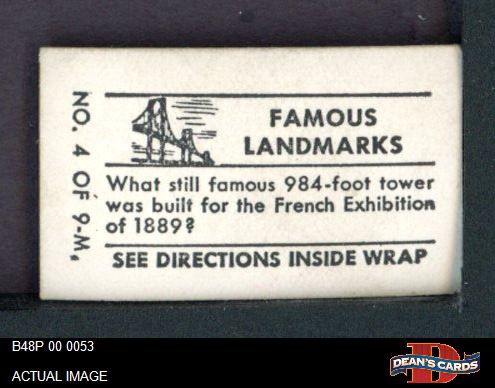 NO. 4 OF 9-M,
FAMOUS
LANDMARKS
What still famous 984-foot tower
was built for the French Exhibition
of 1889?
SEE DIRECTIONS INSIDE WRAP
B48P 00 0053
ACTUAL IMAGE
D
DEAN'S CARDS